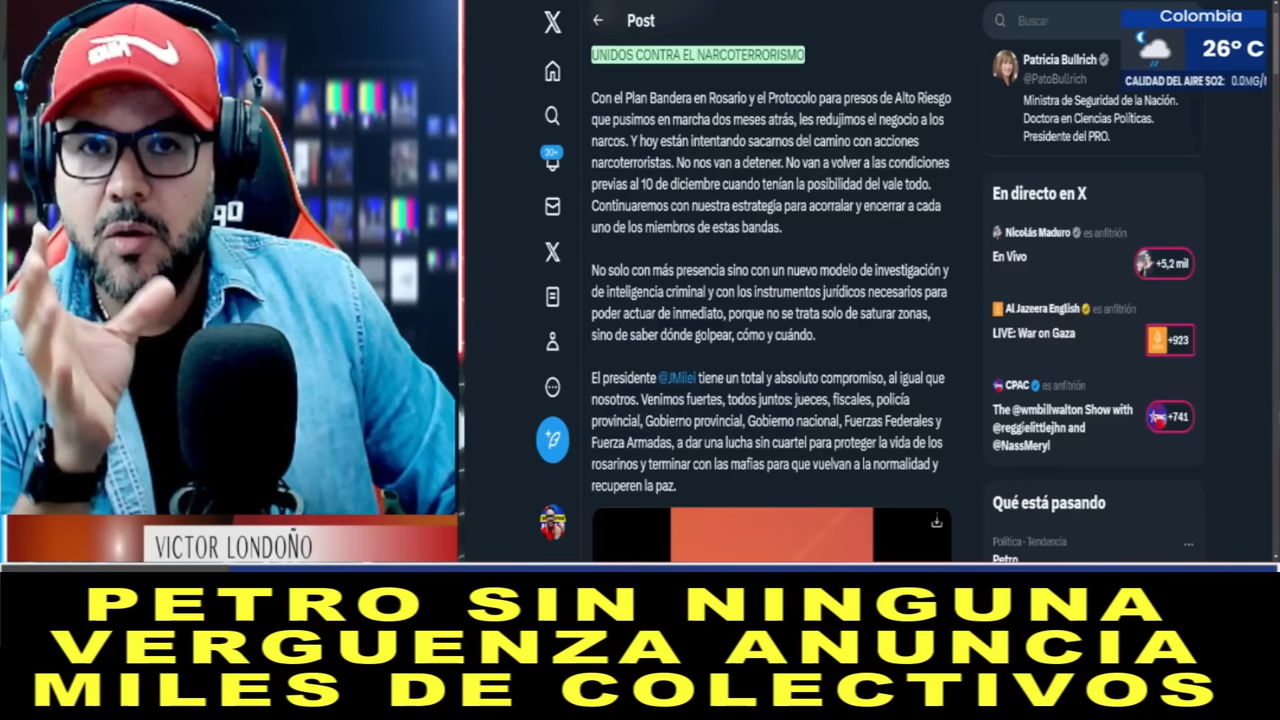 Post
UNIDOS CONTRA EL NARCOTERRORISMO
Con el Plan Bandera en Rosario y el Protocolo para presos de Alto Riesgo
que pusimos en marcha dos meses atrás, les redujimos el negocio a los
narcos. Y hoy están intentando sacarnos del camino con acciones
narcoterroristas. No nos van a detener. No van a volver a las condiciones
previas al 10 de diciembre cuando tenían la posibilidad del vale todo.
Continuaremos con nuestra estrategia para acorralar y encerrar a cada
uno de los miembros de estas bandas.
No solo con más presencia sino con un nuevo modelo de investigación y
de inteligencia criminal y con los instrumentos jurídicos necesarios para
poder actuar de inmediato, porque no se trata solo de saturar zonas,
sino de saber dónde golpear, cómo y cuándo.
El presidente @JMilei tiene un total y absoluto compromiso, al igual que
nosotros. Venimos fuertes, todos juntos: jueces, fiscales, policía
provincial, Gobierno provincial, Gobierno nacional, Fuerzas Federales y
Fuerza Armadas, a dar una lucha sin cuartel para proteger la vida de los
rosarinos y terminar con las mafias para que vuelvan a la normalidad y
recuperen la paz.
20+
Buscar
Colombia
26° C
CALIDAD DEL AIRE SO2: 0.0MG/
Patricia Bullrich
@PatoBullrich
Ministra de Seguridad de la Nación.
Doctora en Ciencias Políticas.
Presidente del PRO.
En directo en X
Nicolás Maduro es anfitrión
En Vivo
+5,2 mil
Al Jazeera English es anfitrión
LIVE: War on Gaza
+923
CPAC es anfitrión
The @wmbillwalton Show with
@reggielittlejhn and
@NassMeryl
+741
Qué está pasando
Política · Tendencia
Petro
VICTOR LONDOÑO
PETRO SIN NINGUNA
VERGUENZA ANUNCIA
MILES DE COLECTIVOS